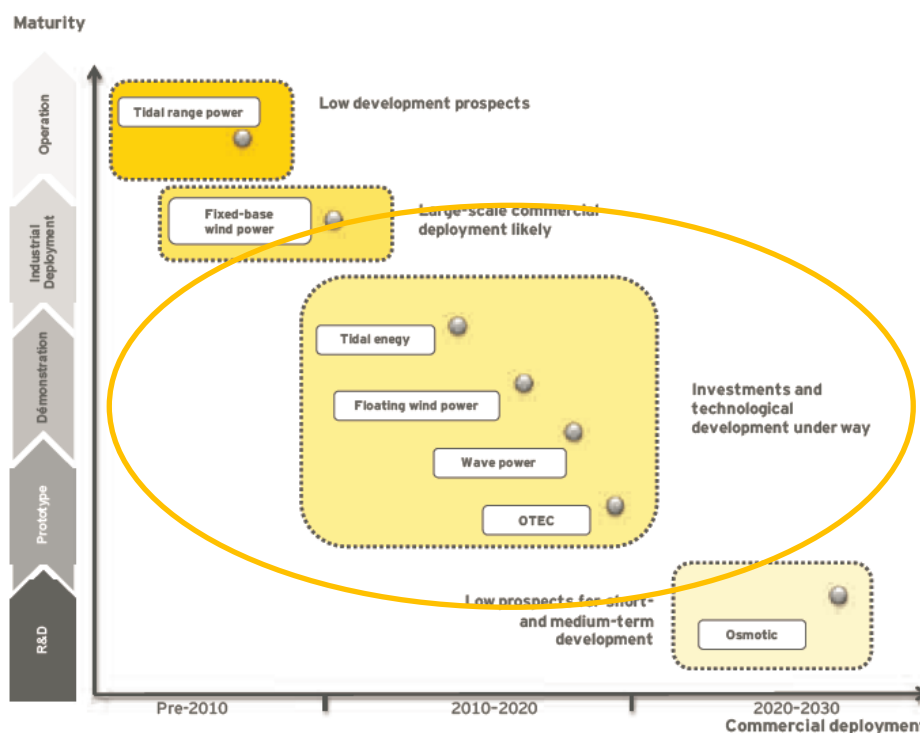 Maturity
Operation
Industrial
Deployment
Démonstration
Prototype
R&D
Tidal range power
Low development prospects
Fixed-base
wind power
Large-scale commercial
deployment likely
Tidal enegy
Floating wind power
Wave power
OTEC
Investments and
technological
development under way
Low prospects for short-
and medium-term
development
Osmotic
Pre-2010
2010-2020
2020-2030
Commercial deployment